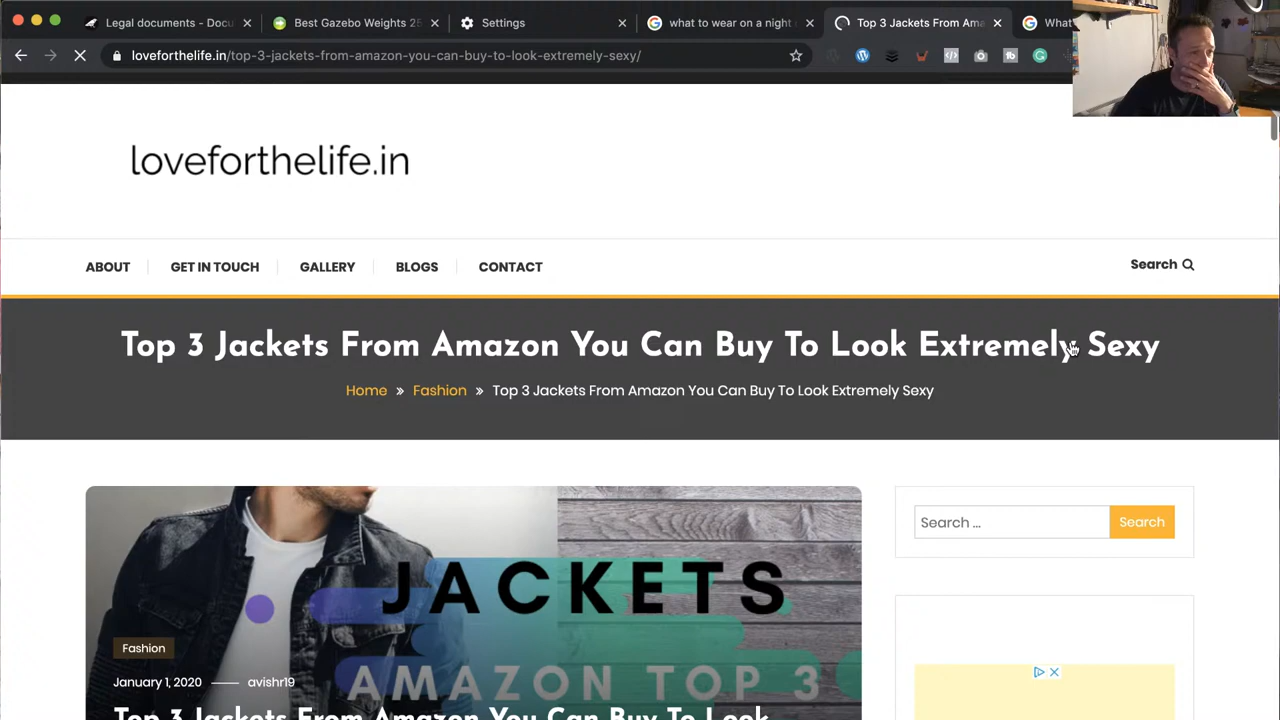 Legal documents - Docu
Best Gazebo Weights 25
Settings
what to wear on a night
Top 3 Jackets From Ama
What
loveforthelife.in/top-3-jackets-from-amazon-you-can-buy-to-look-extremely-sexy/
loveforthelife.in
ABOUT GET IN TOUCH GALLERY BLOGS CONTACT Search
Top 3 Jackets From Amazon You Can Buy To Look Extremely Sexy
Home » Fashion » Top 3 Jackets From Amazon You Can Buy To Look Extremely Sexy
JACKETS
AMAZON TOP 3
Fashion
January 1, 2020 avishr19
Top 3 Jackets From Amazon You Can Buy To Look
Search ... Search